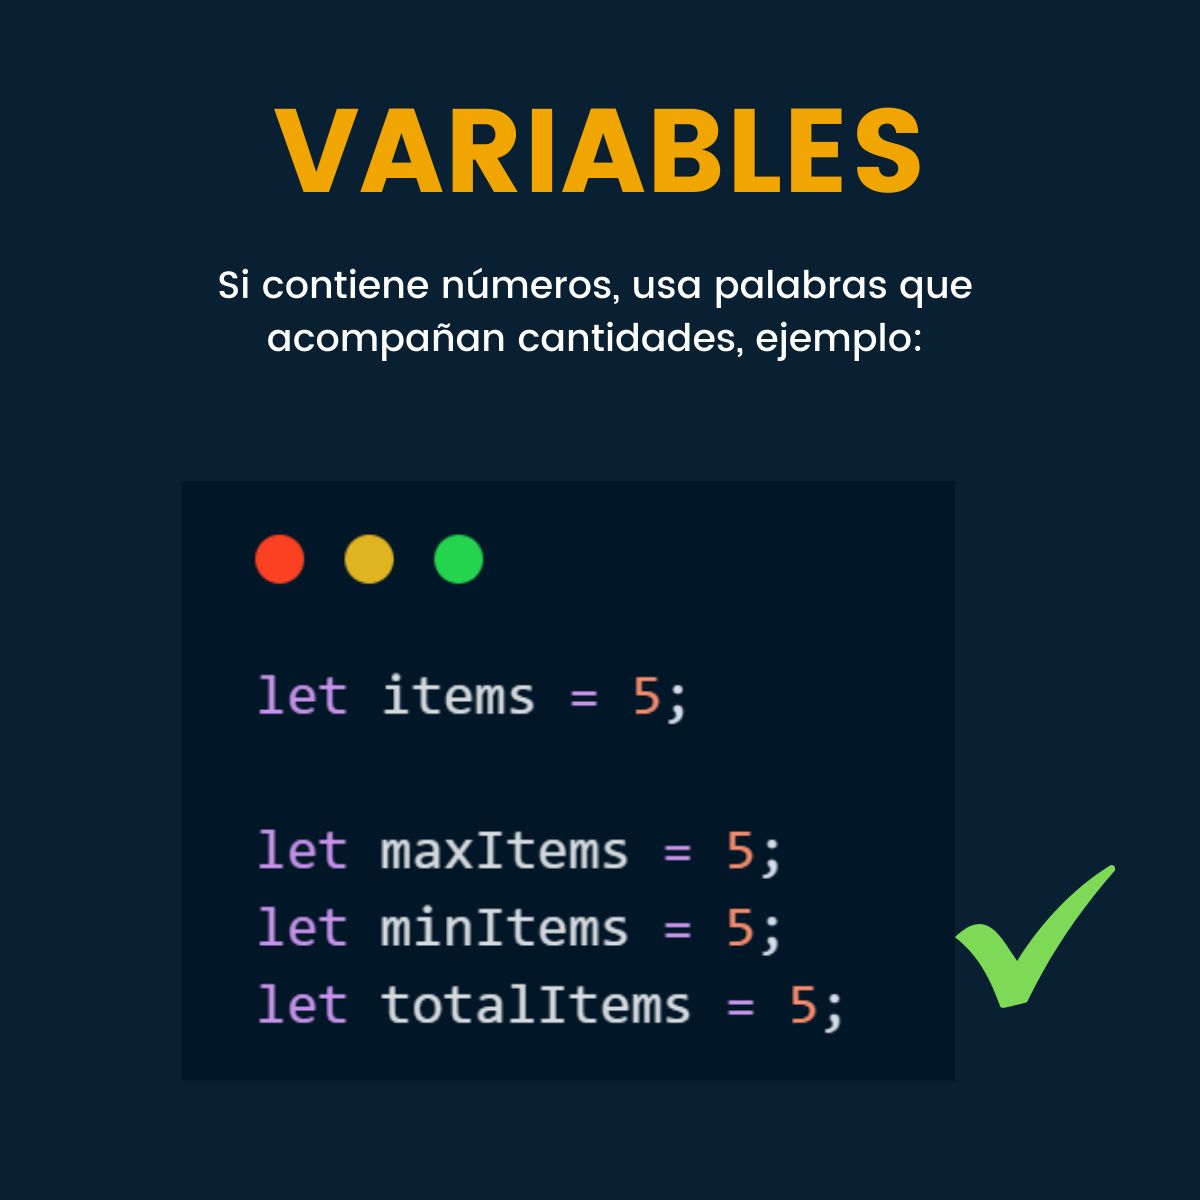 VARIABLES
Si contiene números, usa palabras que
acompañan cantidades, ejemplo:
let items = 5;
let maxItems = 5;
let minItems = 5;
let totalItems = 5;